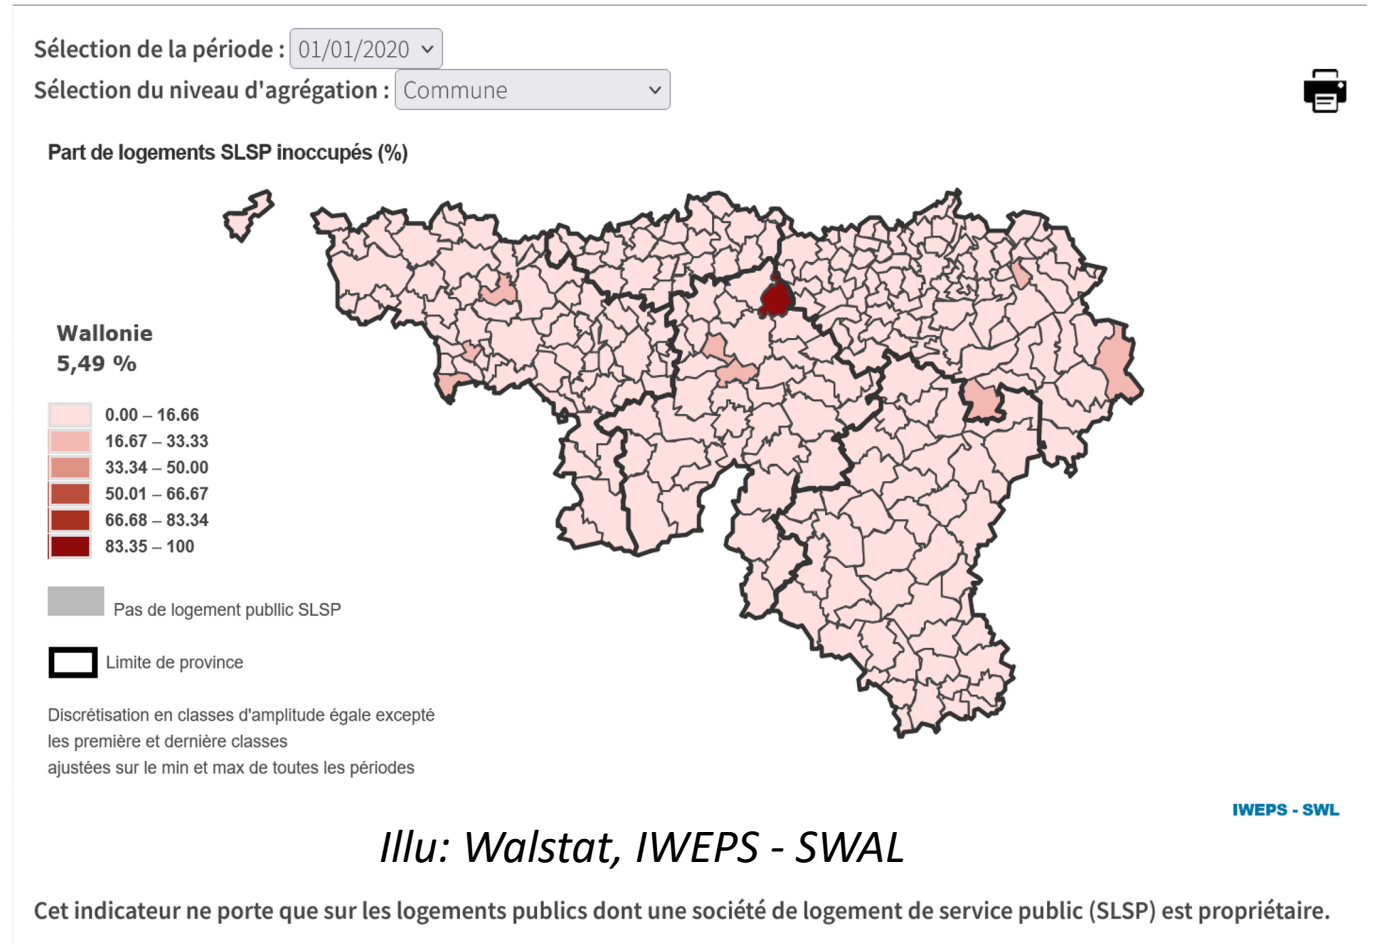 Sélection de la période : 01/01/2020
Sélection du niveau d'agrégation : Commune
Part de logements SLSP inoccupés (%)
Wallonie
5,49 %
0.00 – 16.66
16.67 – 33.33
33.34 – 50.00
50.01 – 66.67
66.68 – 83.34
83.35 – 100
Pas de logement publlic SLSP
Limite de province
Discrétisation en classes d'amplitude égale excepté
les première et dernière classes
ajustées sur le min et max de toutes les périodes
IWEPS - SWL
Illu: Walstat, IWEPS - SWAL
Cet indicateur ne porte que sur les logements publics dont une société de logement de service public (SLSP) est propriétaire.